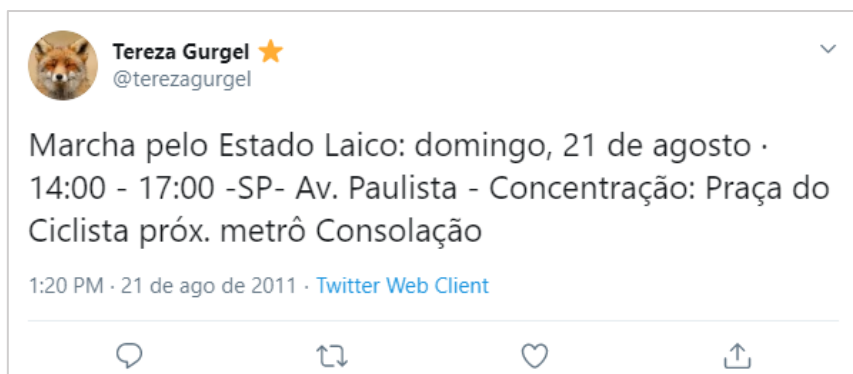 Tereza Gurgel ⭐
@terezagurgel
Marcha pelo Estado Laico: domingo, 21 de agosto ·
14:00 - 17:00 -SP- Av. Paulista - Concentração: Praça do
Ciclista próx. metrô Consolação
1:20 PM · 21 de ago de 2011 · Twitter Web Client